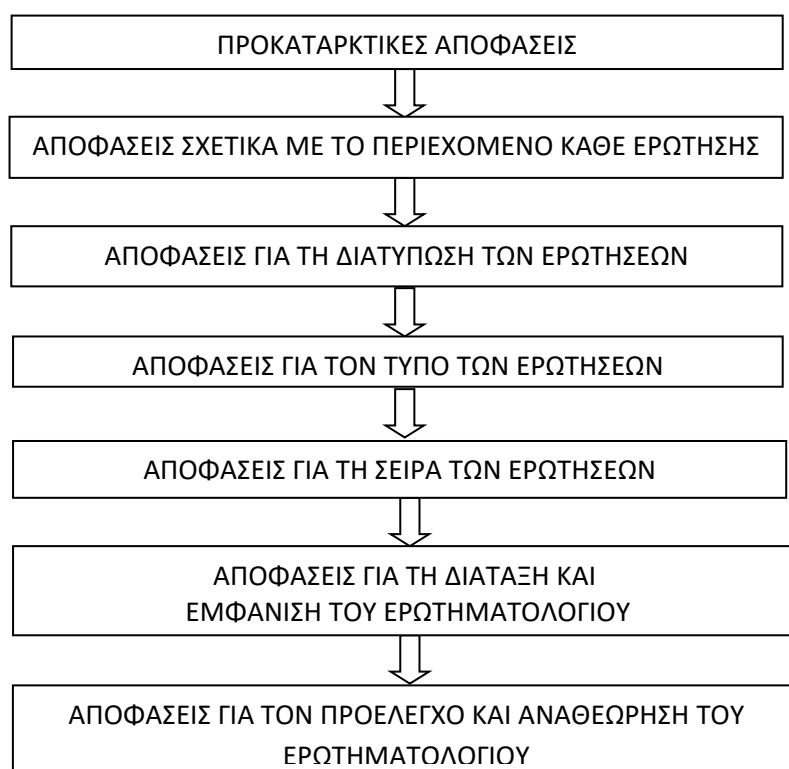 ΠΡΟΚΑΤΑΡΚΤΙΚΕΣ ΑΠΟΦΑΣΕΙΣ
ΑΠΟΦΑΣΕΙΣ ΣΧΕΤΙΚΑ ΜΕ ΤΟ ΠΕΡΙΕΧΟΜΕΝΟ ΚΑΘΕ ΕΡΩΤΗΣΗΣ
ΑΠΟΦΑΣΕΙΣ ΓΙΑ ΤΗ ΔΙΑΤΥΠΩΣΗ ΤΩΝ ΕΡΩΤΗΣΕΩΝ
ΑΠΟΦΑΣΕΙΣ ΓΙΑ ΤΟΝ ΤΥΠΟ ΤΩΝ ΕΡΩΤΗΣΕΩΝ
ΑΠΟΦΑΣΕΙΣ ΓΙΑ ΤΗ ΣΕΙΡΑ ΤΩΝ ΕΡΩΤΗΣΕΩΝ
ΑΠΟΦΑΣΕΙΣ ΓΙΑ ΤΗ ΔΙΑΤΑΞΗ ΚΑΙ
ΕΜΦΑΝΙΣΗ ΤΟΥ ΕΡΩΤΗΜΑΤΟΛΟΓΙΟΥ
ΑΠΟΦΑΣΕΙΣ ΓΙΑ ΤΟΝ ΠΡΟΕΛΕΓΧΟ ΚΑΙ ΑΝΑΘΕΩΡΗΣΗ ΤΟΥ
ΕΡΩΤΗΜΑΤΟΛΟΓΙΟΥ